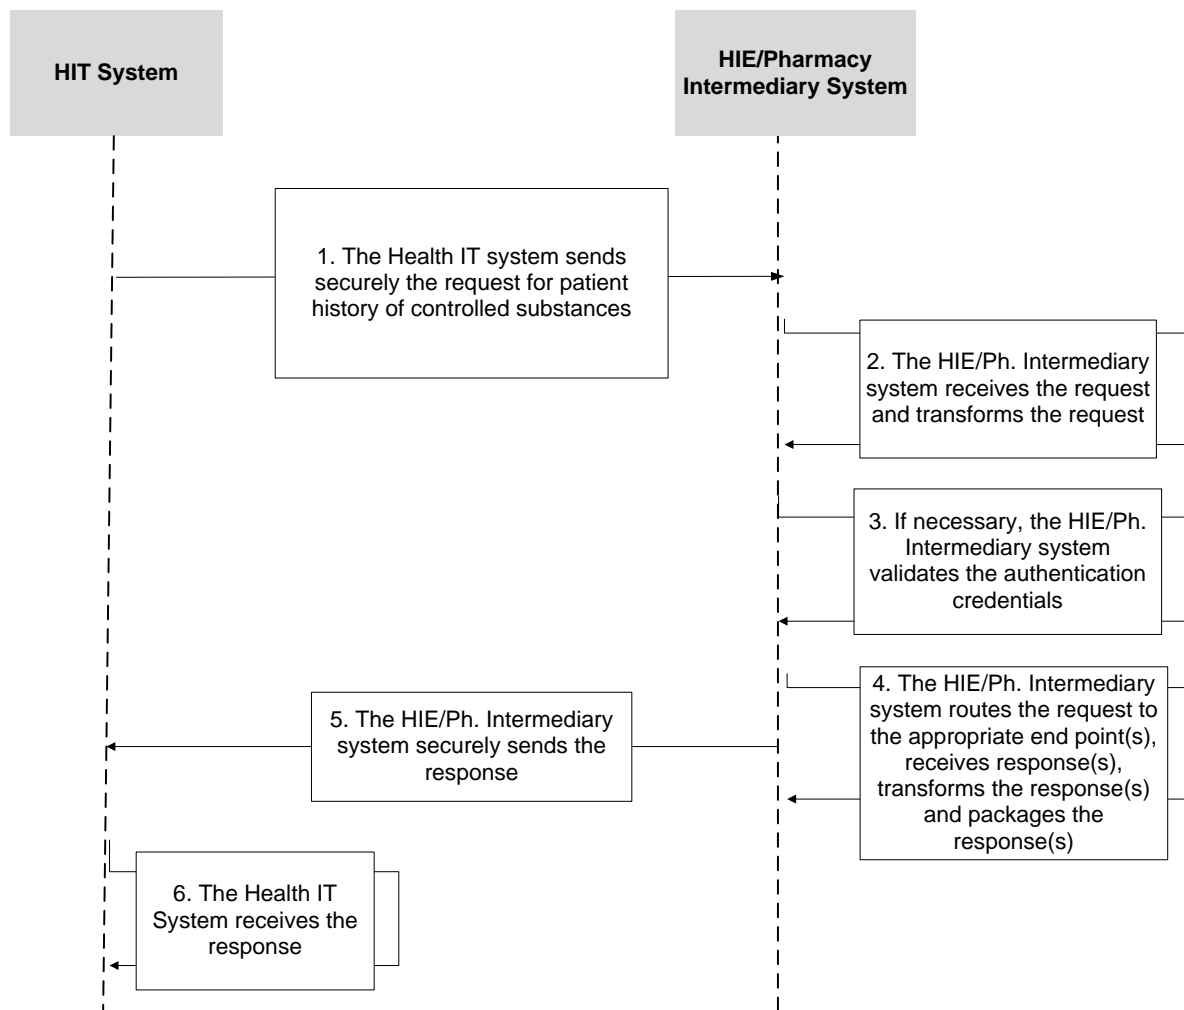 HIT System
HIE/Pharmacy
Intermediary System
1. The Health IT system sends
securely the request for patient
history of controlled substances
2. The HIE/Ph. Intermediary
system receives the request
and transforms the request
3. If necessary, the HIE/Ph.
Intermediary system
validates the authentication
credentials
4. The HIE/Ph. Intermediary
system routes the request to
the appropriate end point(s),
receives response(s),
transforms the response(s)
and packages the
response(s)
5. The HIE/Ph. Intermediary
system securely sends the
response
6. The Health IT
System receives the
response